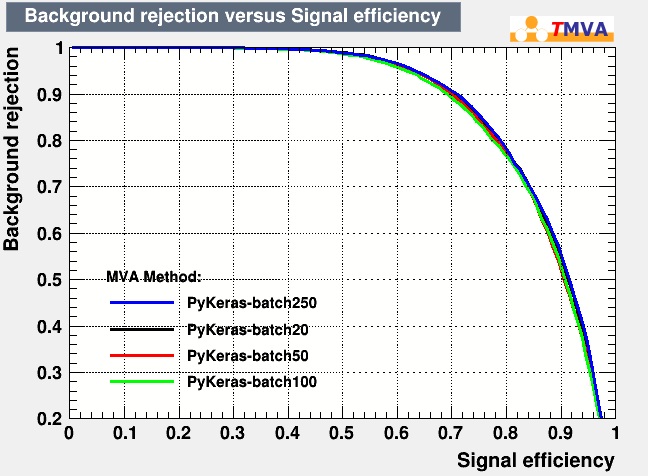 Background rejection versus Signal efficiency
TMVA
Background rejection
1
0.9
0.8
0.7
0.6
0.5
0.4
0.3
0.2
MVA Method:
PyKeras-batch250
PyKeras-batch20
PyKeras-batch50
PyKeras-batch100
0 0.1 0.2 0.3 0.4 0.5 0.6 0.7 0.8 0.9 1
Signal efficiency